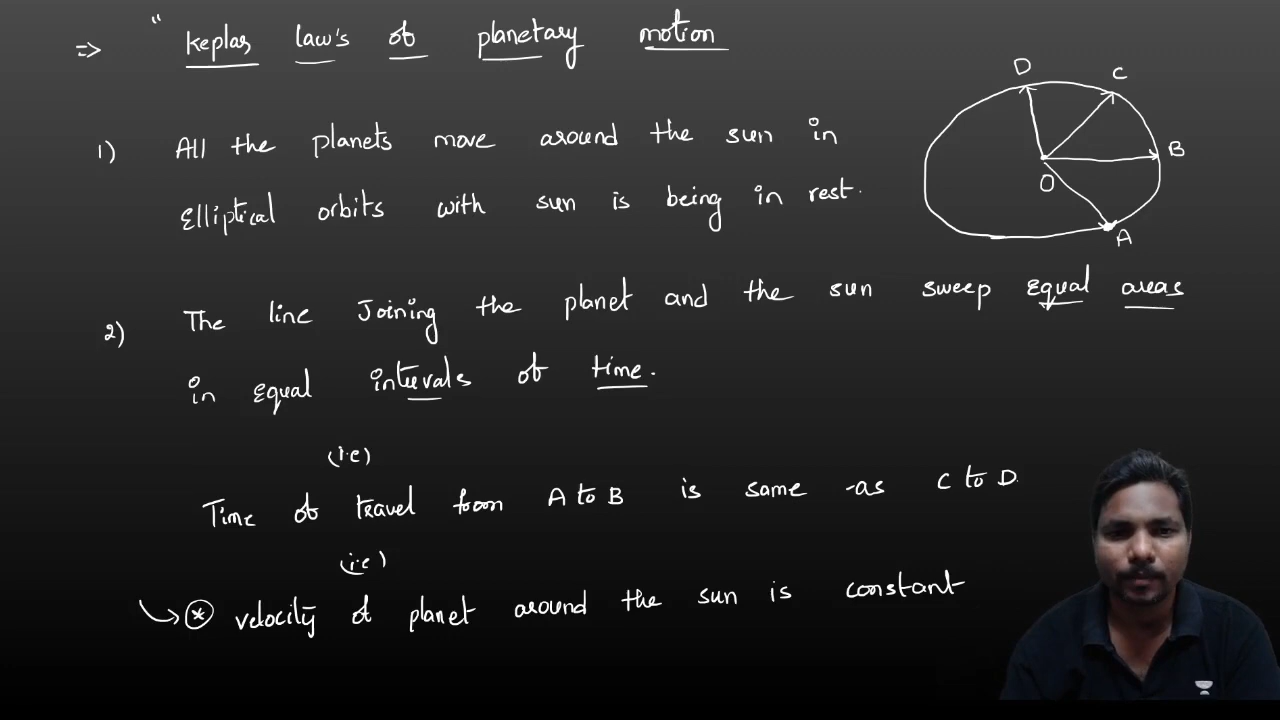 => " Keplar law's of planetary motion
1) All the planets move around the sun in
Elliptical orbits with sun is being in rest.
D
C
B
O
A
2) The line Joining the planet and the sun sweep equal areas
in equal intervals of time.
(i.e)
Time of travel from A to B is same as C to D
(i.e)
* velocity of planet around the sun is constant